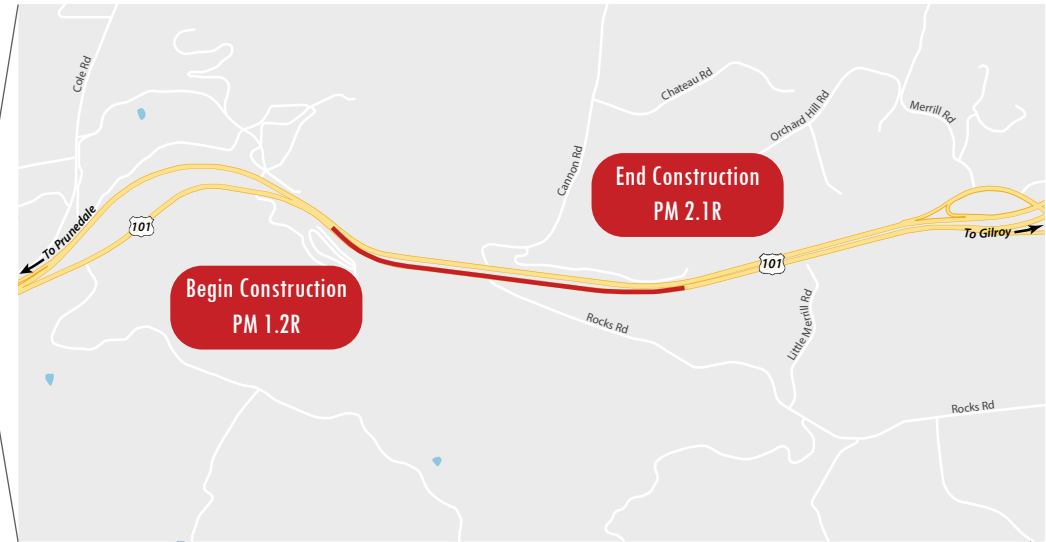 Cole Rd
Chateau Rd
Orchard Hill Rd
Merrill Rd
Cannon Rd
End Construction
PM 2.1R
To Prunedale
101
To Gilroy
101
Begin Construction
PM 1.2R
Rocks Rd
Little Merrill Rd
Rocks Rd